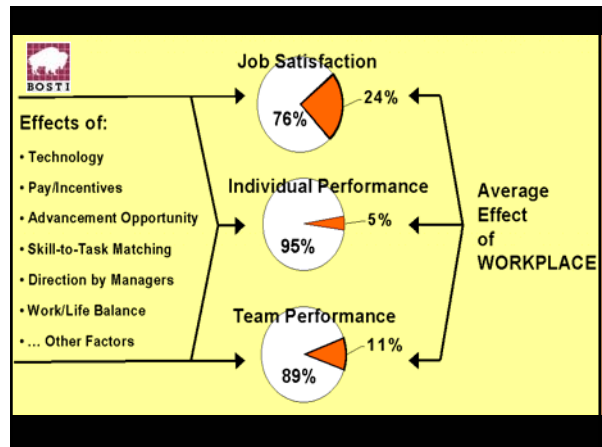 BOSTI
Effects of:
• Technology
• Pay/Incentives
• Advancement Opportunity
• Skill-to-Task Matching
• Direction by Managers
• Work/Life Balance
• ... Other Factors
Job Satisfaction
76%
24%
Individual Performance
95%
5%
Team Performance
89%
11%
Average
Effect
of
WORKPLACE